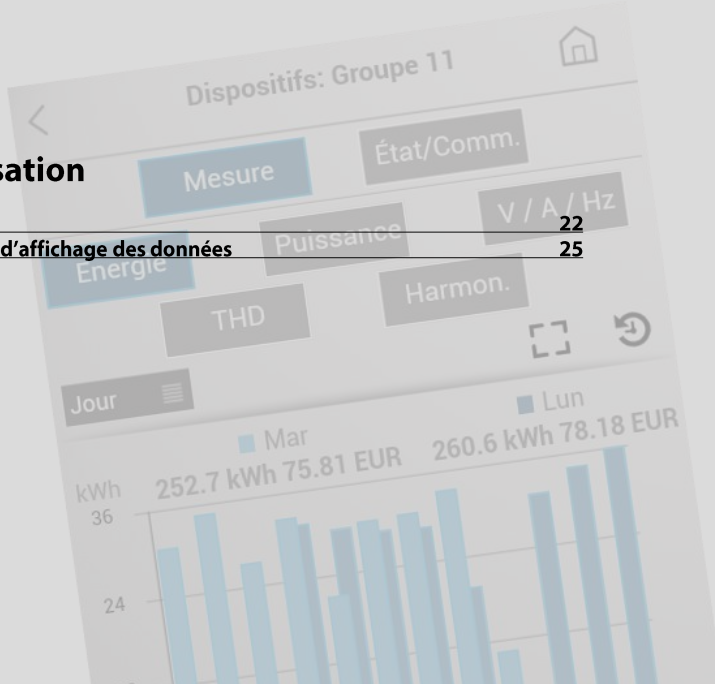 Dispositifs: Groupe 11
sation
Mesure
État/Comm.
22
Énergie
Puissance
V / A / Hz
d'affichage des données 25
THD
Harmon.
Jour
Mar
Lun
kWh 252.7 kWh 75.81 EUR 260.6 kWh 78.18 EUR
36
24